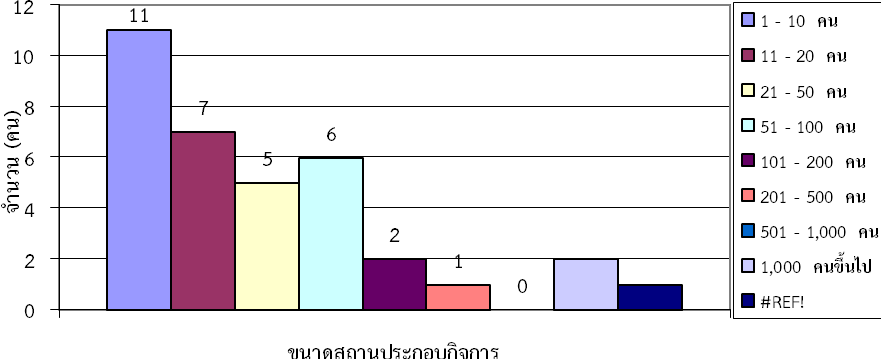 จำนวน (คน)
12
10
8
6
4
2
0
11
7
5
6
2
1
0
ขนาดสถานประกอบกิจการ
1 - 10 คน
11 - 20 คน
21 - 50 คน
51 - 100 คน
101 - 200 คน
201 - 500 คน
501 - 1,000 คน
1,000 คนขึ้นไป
#REF!